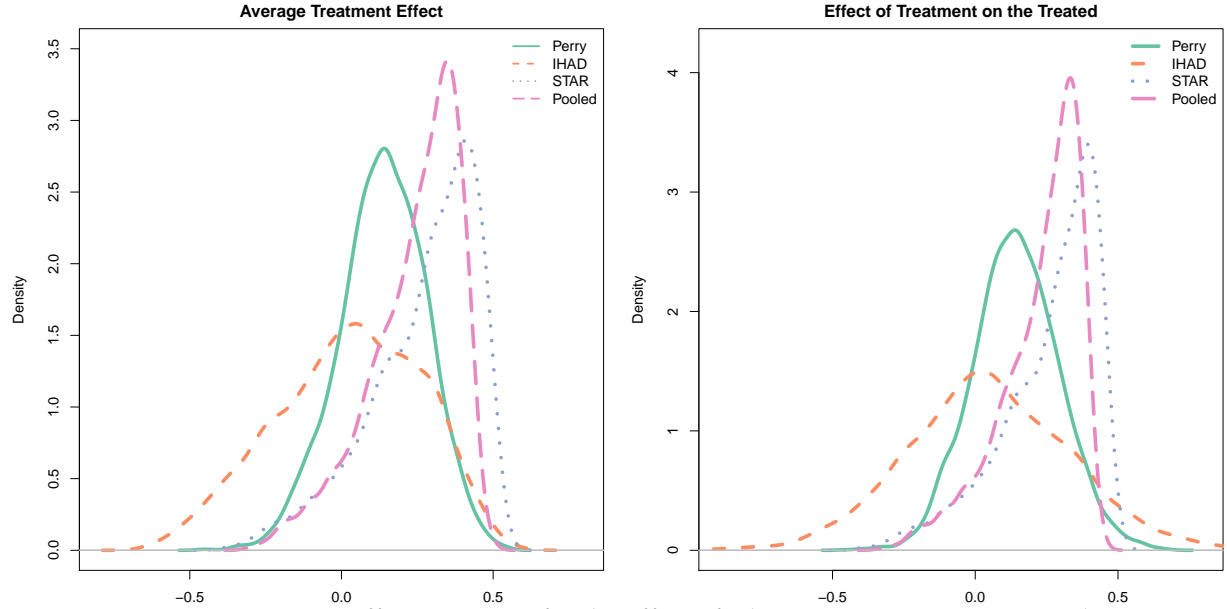 Average Treatment Effect
Density
3.5
3.0
2.5
2.0
1.5
1.0
0.5
0.0
−0.5
0.0
0.5
Perry
IHAD
STAR
Pooled
Effect of Treatment on the Treated
Density
4
3
2
1
0
−0.5
0.0
0.5
Perry
IHAD
STAR
Pooled